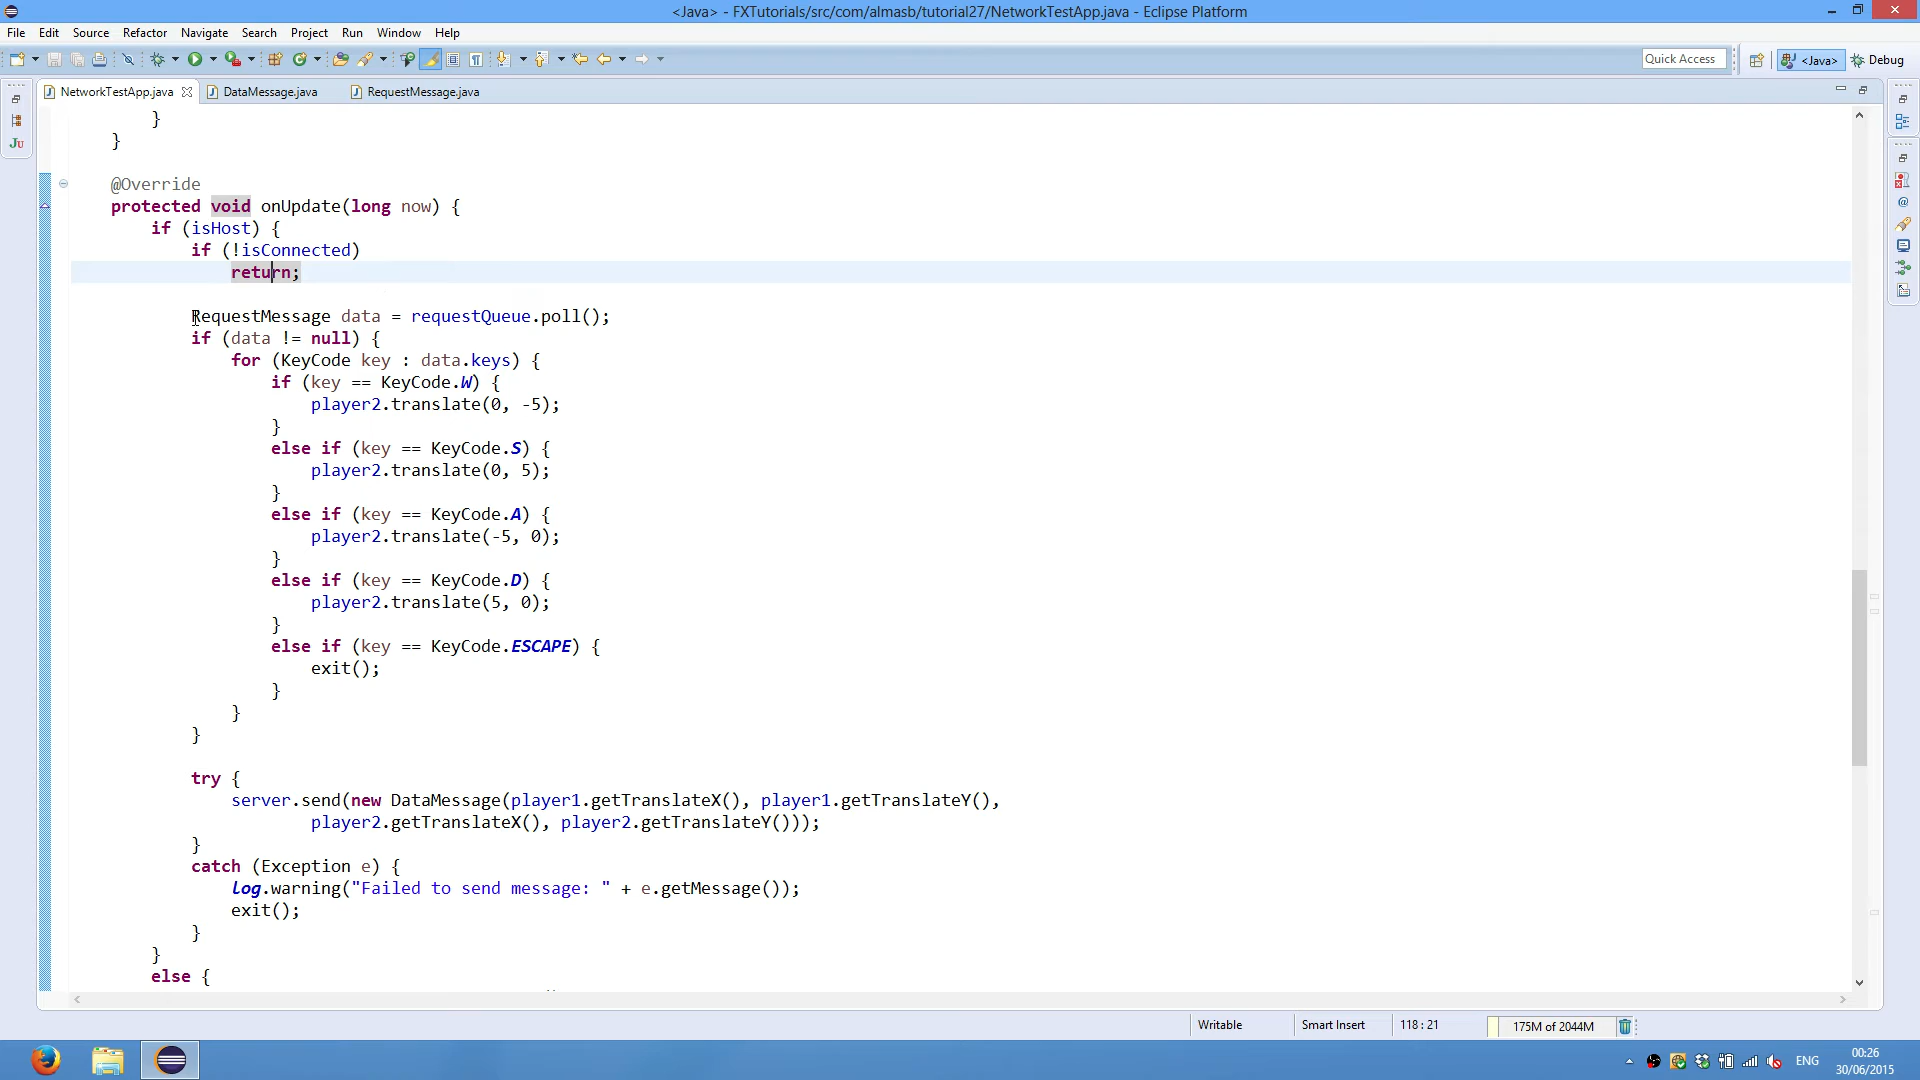 <Java> - FXTutorials/src/com/almasb/tutorial27/NetworkTestApp.java - Eclipse Platform
File Edit Source Refactor Navigate Search Project Run Window Help
Quick Access <Java> Debug
NetworkTestApp.java DataMessage.java RequestMessage.java
}
}
@Override
protected void onUpdate(long now) {
if (isHost) {
if (!isConnected)
return;
RequestMessage data = requestQueue.poll();
if (data != null) {
for (KeyCode key : data.keys) {
if (key == KeyCode.W) {
player2.translate(0, -5);
}
else if (key == KeyCode.S) {
player2.translate(0, 5);
}
else if (key == KeyCode.A) {
player2.translate(-5, 0);
}
else if (key == KeyCode.D) {
player2.translate(5, 0);
}
else if (key == KeyCode.ESCAPE) {
exit();
}
}
}
try {
server.send(new DataMessage(player1.getTranslateX(), player1.getTranslateY(),
player2.getTranslateX(), player2.getTranslateY()));
}
catch (Exception e) {
log.warning("Failed to send message: " + e.getMessage());
exit();
}
}
else {
Writable Smart Insert 118 : 21 175M of 2044M
ENG
00:26
30/06/2015